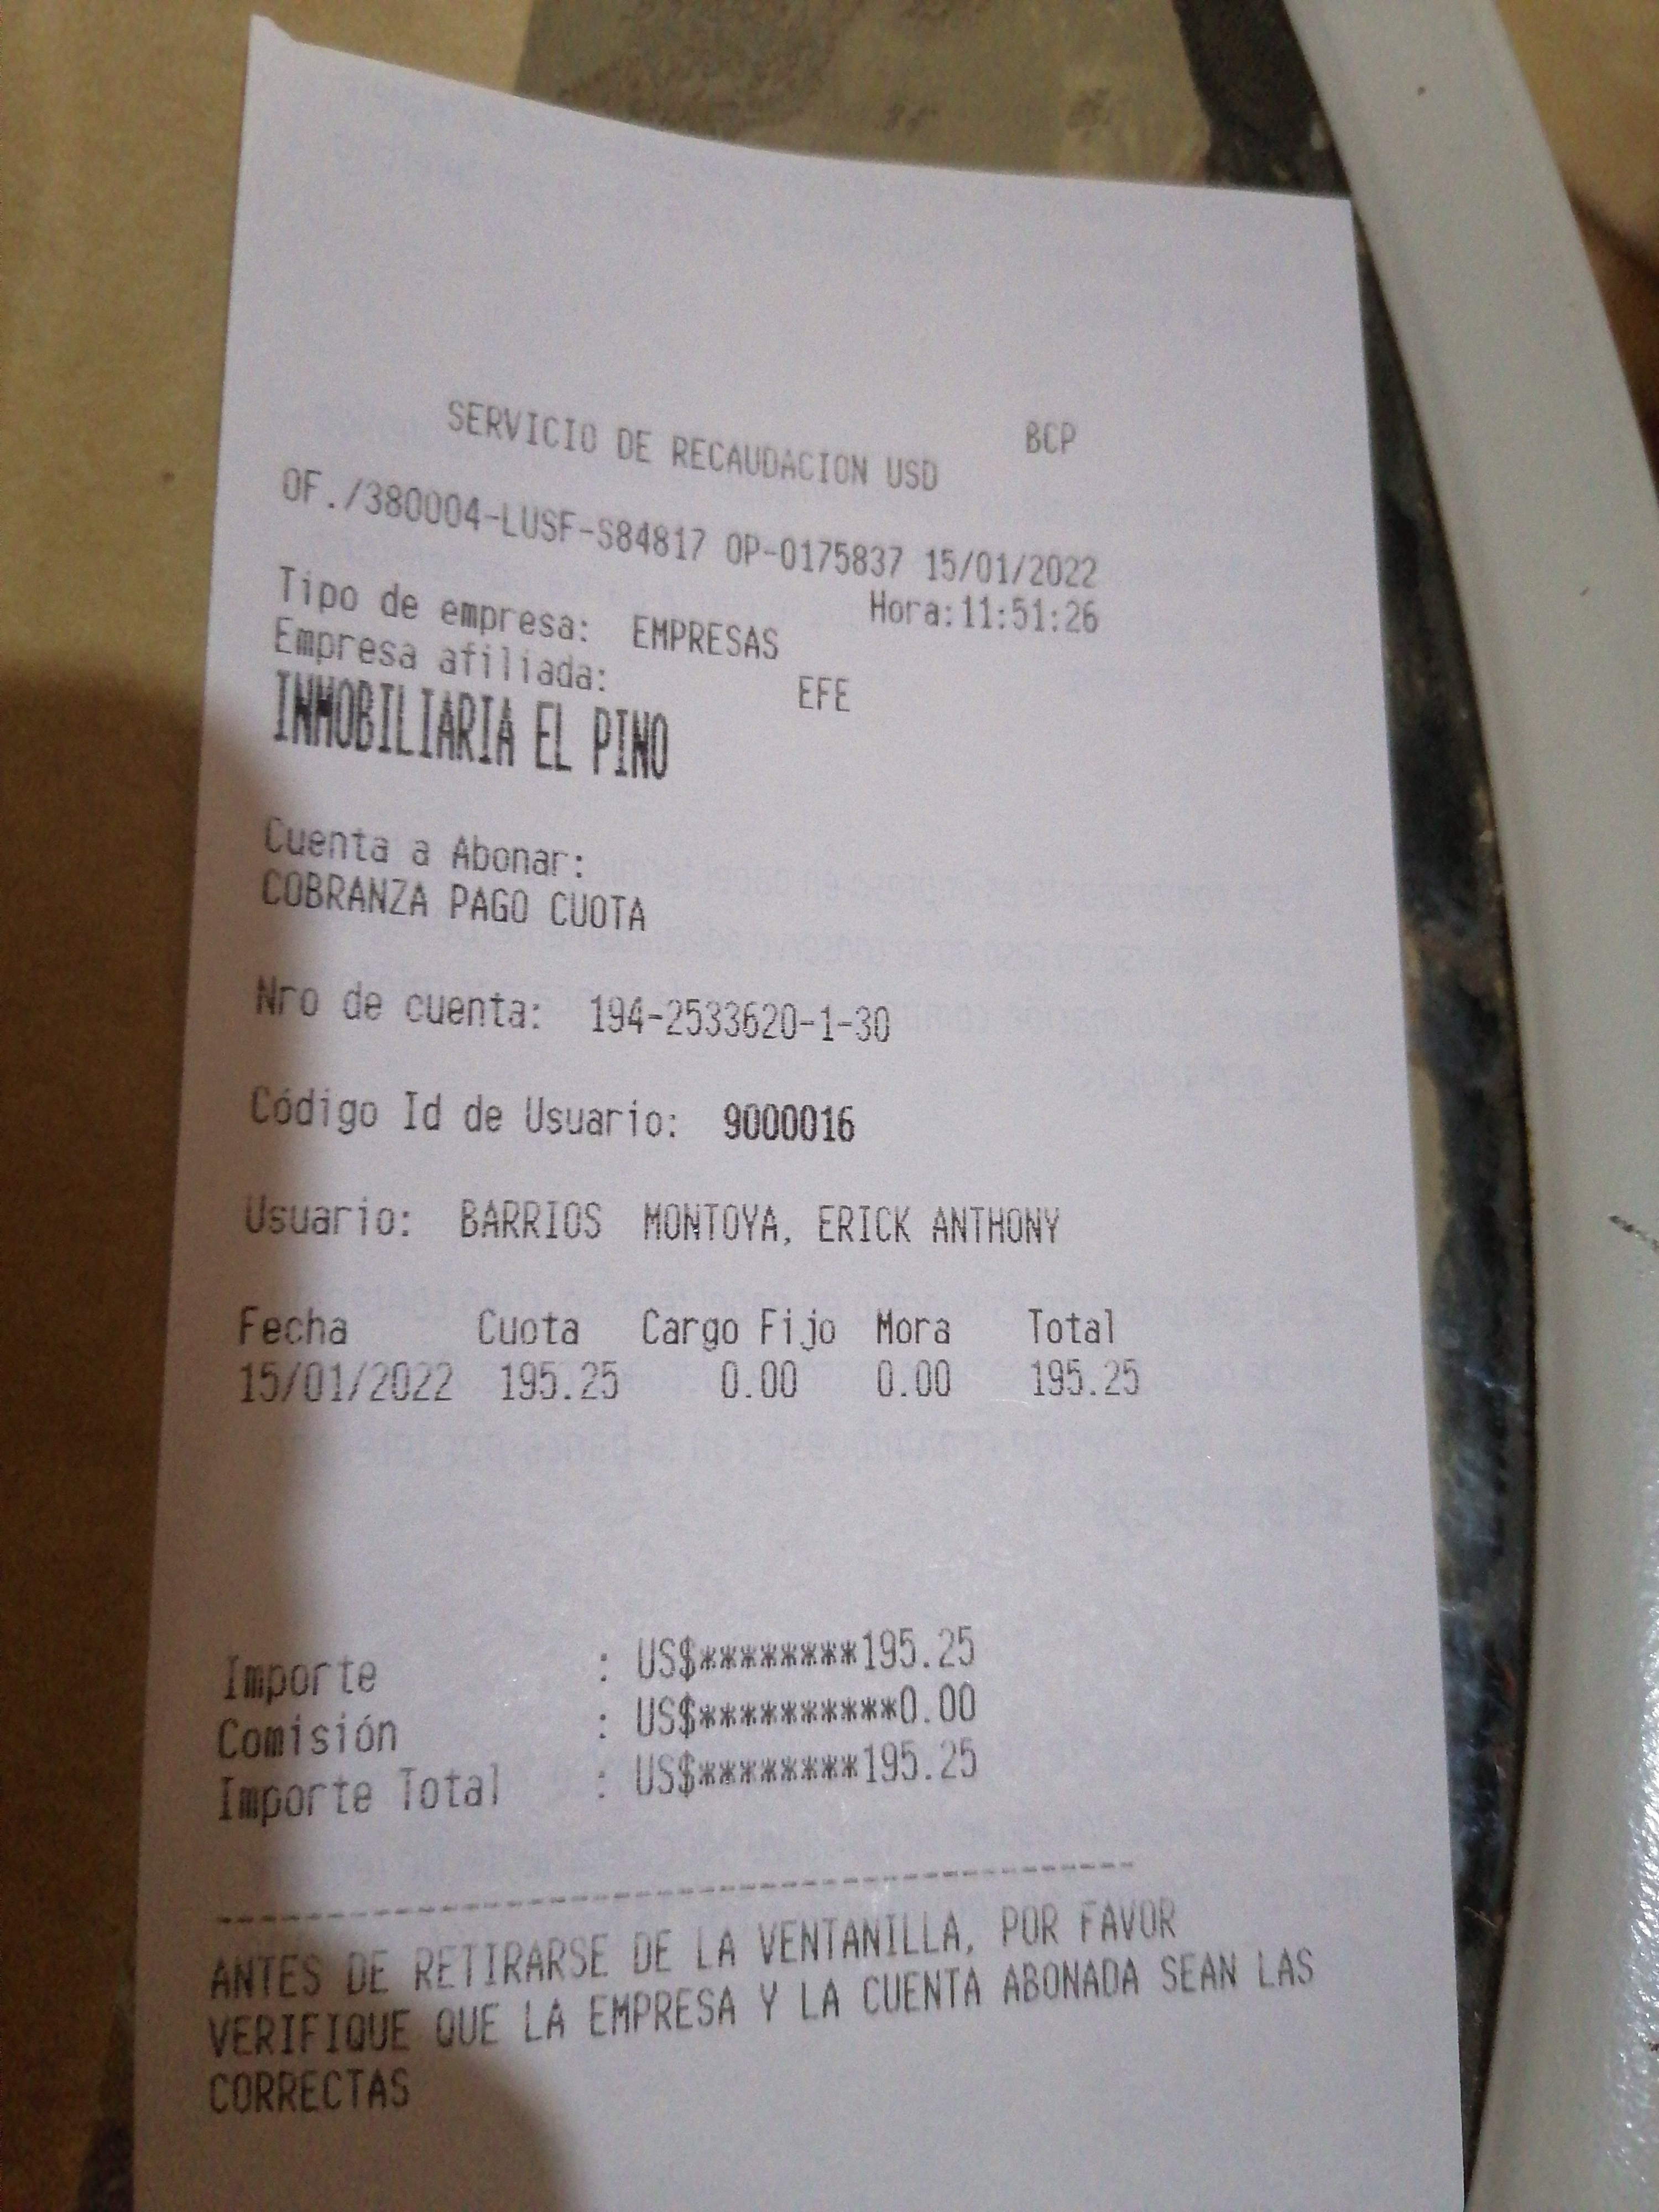 SERVICIO DE RECAUDACION USD BCP
OF./380004-LUSF-S84817 OP-0175837 15/01/2022
Hora:11:51:26
Tipo de empresa: EMPRESAS
Empresa afiliada: EFE
INMOBILIARIA EL PINO
Cuenta a Abonar:
COBRANZA PAGO CUOTA
Nro de cuenta: 194-2533620-1-30
Código Id de Usuario: 9000016
Usuario: BARRIOS MONTOYA, ERICK ANTHONY
Fecha Cuota Cargo Fijo Mora Total
15/01/2022 195.25 0.00 0.00 195.25
Importe : US$********195.25
Comisión : US$**********0.00
Importe Total : US$********195.25
--------------------------------------------
ANTES DE RETIRARSE DE LA VENTANILLA, POR FAVOR
VERIFIQUE QUE LA EMPRESA Y LA CUENTA ABONADA SEAN LAS
CORRECTAS